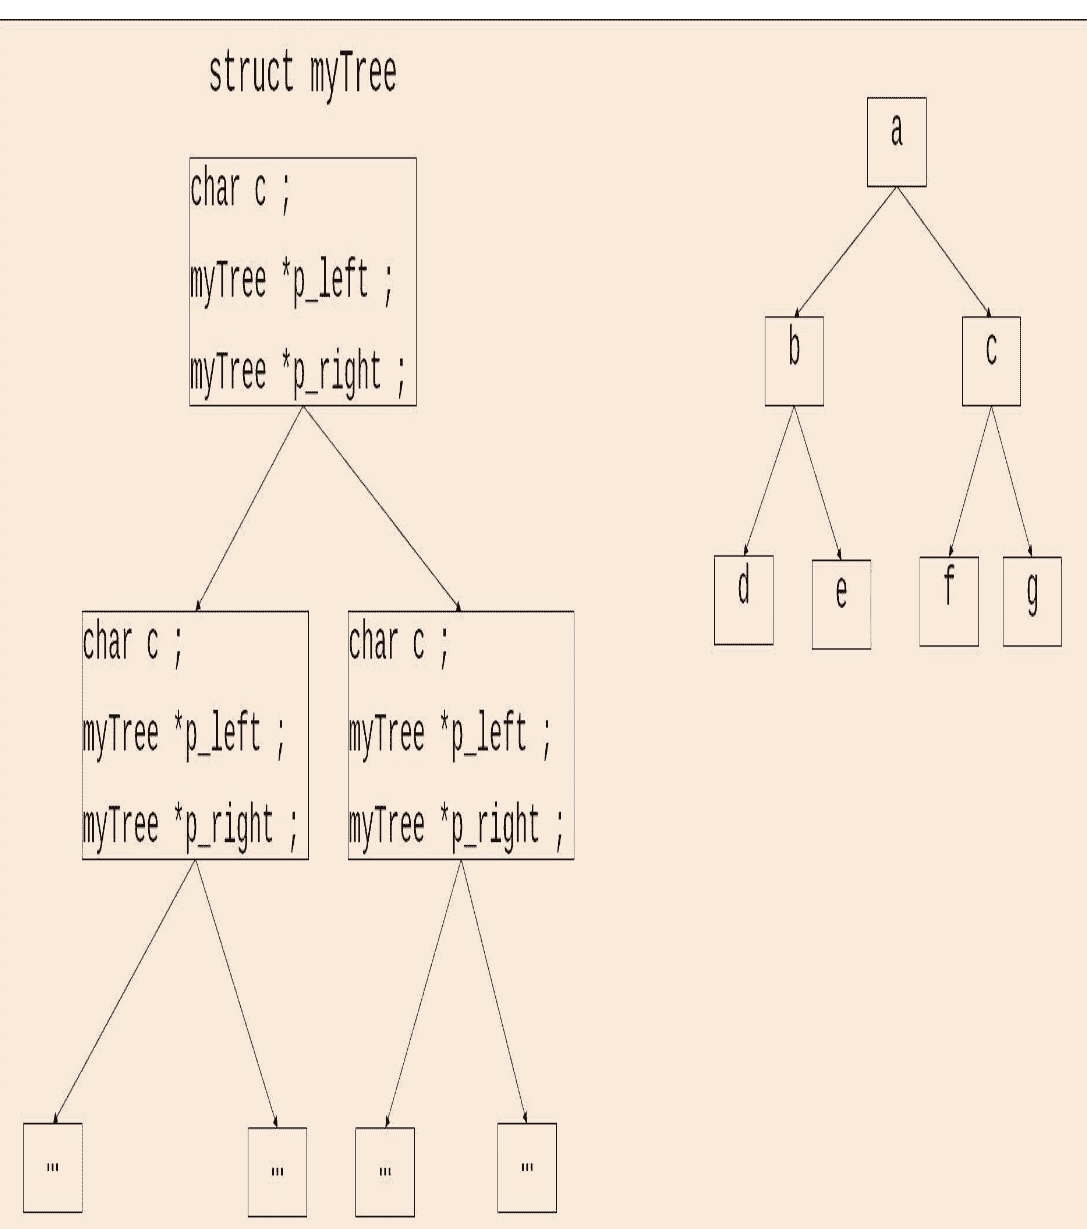 struct myTree
char c ;
myTree *p_left ;
myTree *p_right ;
char c ;
myTree *p_left ;
myTree *p_right ;
char c ;
myTree *p_left ;
myTree *p_right ;
...
...
...
...
a
b
c
d
e
f
g